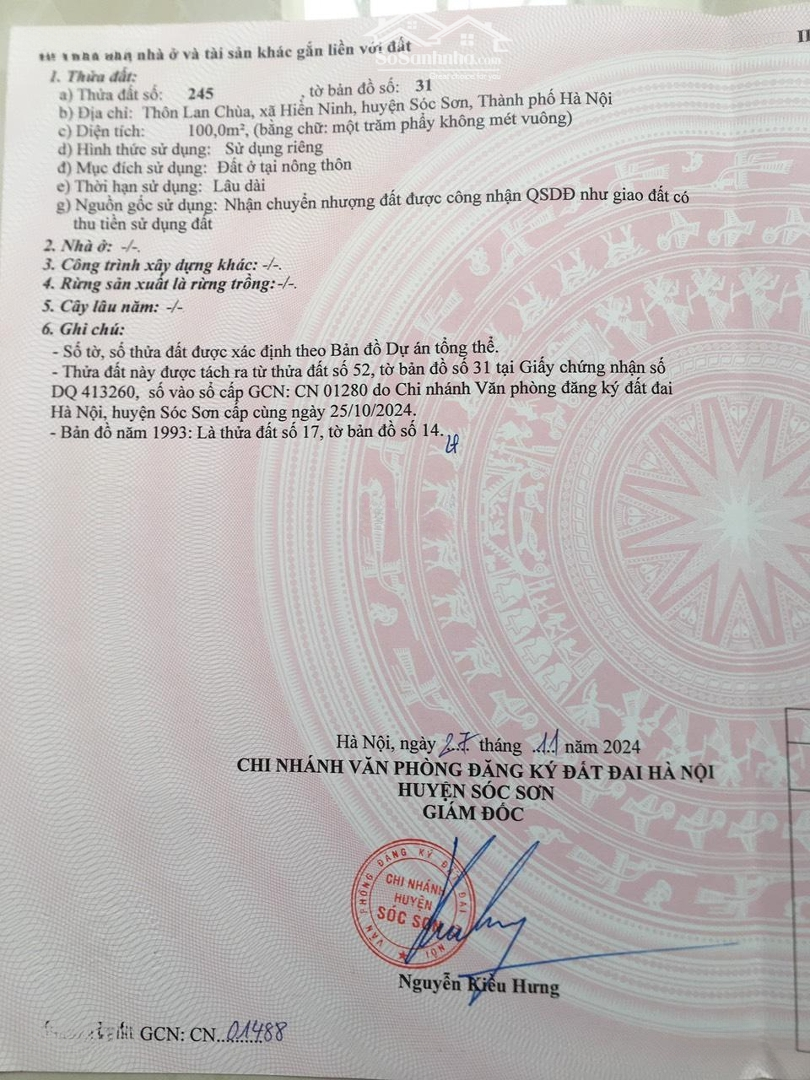 SoSanhnha.com
nhà ở và tài sản khác gắn liền với đất
1. Thửa đất:
a) Thửa đất số: 245 , tờ bản đồ số: 31
b) Địa chỉ: Thôn Lan Chùa, xã Hiền Ninh, huyện Sóc Sơn, Thành phố Hà Nội
c) Diện tích: 100,0m², (bằng chữ: một trăm phẩy không mét vuông)
d) Hình thức sử dụng: Sử dụng riêng
đ) Mục đích sử dụng: Đất ở tại nông thôn
e) Thời hạn sử dụng: Lâu dài
g) Nguồn gốc sử dụng: Nhận chuyển nhượng đất được công nhận QSDĐ như giao đất có
thu tiền sử dụng đất
2. Nhà ở: -/-.
3. Công trình xây dựng khác: -/-.
4. Rừng sản xuất là rừng trồng:-/-.
5. Cây lâu năm: -/-
6. Ghi chú:
- Số tờ, số thửa đất được xác định theo Bản đồ Dự án tổng thể.
- Thửa đất này được tách ra từ thửa đất số 52, tờ bản đồ số 31 tại Giấy chứng nhận số
DQ 413260, số vào sổ cấp GCN: CN 01280 do Chi nhánh Văn phòng đăng ký đất đai
Hà Nội, huyện Sóc Sơn cấp cùng ngày 25/10/2024.
- Bản đồ năm 1993: Là thửa đất số 17, tờ bản đồ số 14.
Hà Nội, ngày 27 tháng 11 năm 2024
CHI NHÁNH VĂN PHÒNG ĐĂNG KÝ ĐẤT ĐAI HÀ NỘI
HUYỆN SÓC SƠN
GIÁM ĐỐC
VĂN PHÒNG ĐĂNG KÝ ĐẤT ĐAI
CHI NHÁNH
HUYỆN
SÓC SƠN
NỘI
Nguyễn Kiều Hưng
GCN: CN..01488